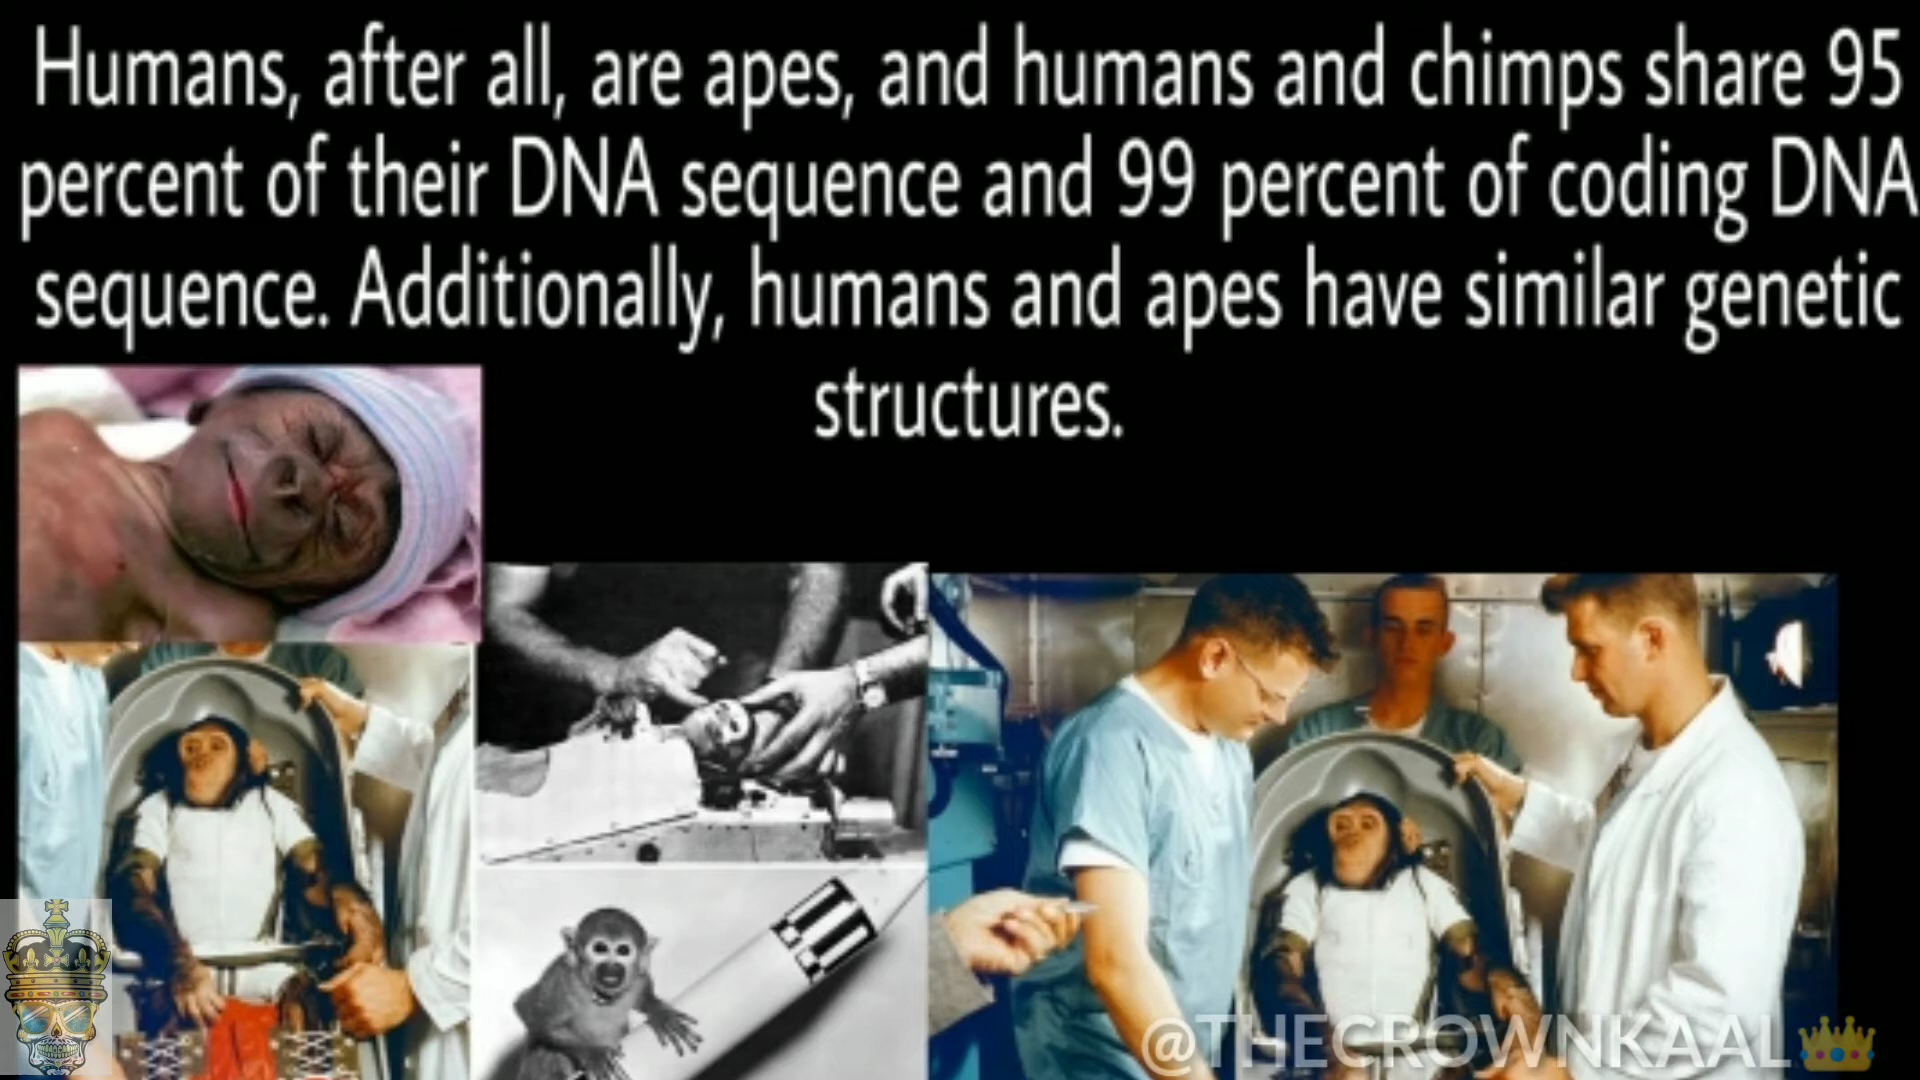 Humans, after all, are apes, and humans and chimps share 95
percent of their DNA sequence and 99 percent of coding DNA
sequence. Additionally, humans and apes have similar genetic
structures.
@THECROWNKAAL